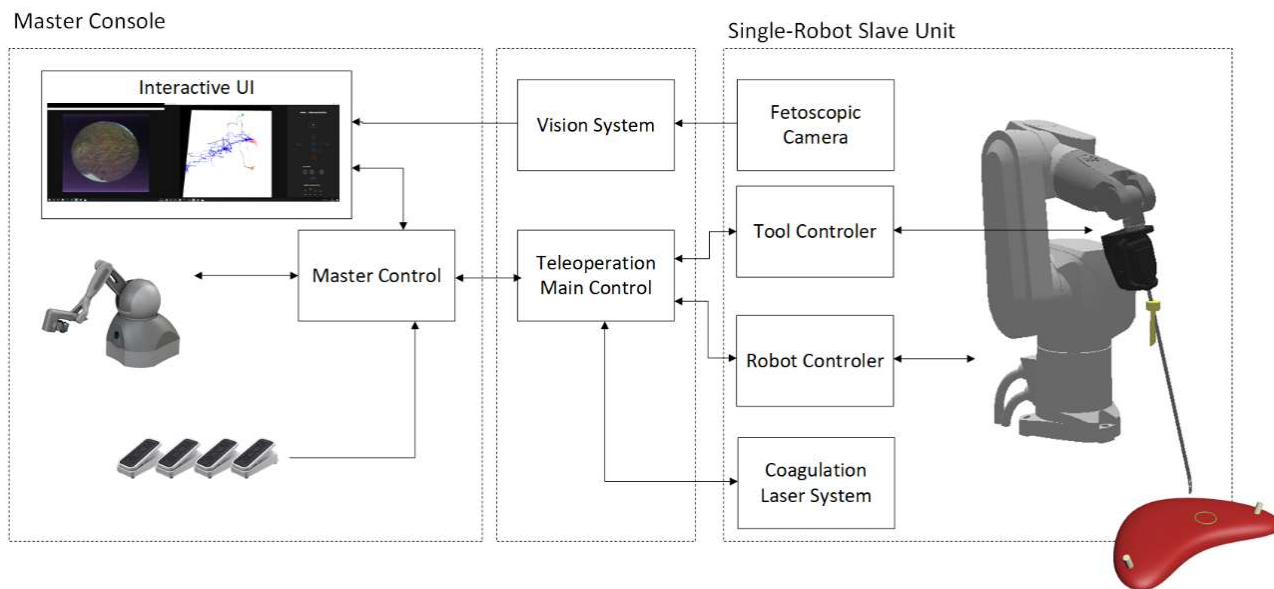 Master Console
Single-Robot Slave Unit
Interactive UI
Vision System
Fetoscopic
Camera
Tool Controler
Master Control
Teleoperation
Main Control
Robot Controler
Coagulation
Laser System